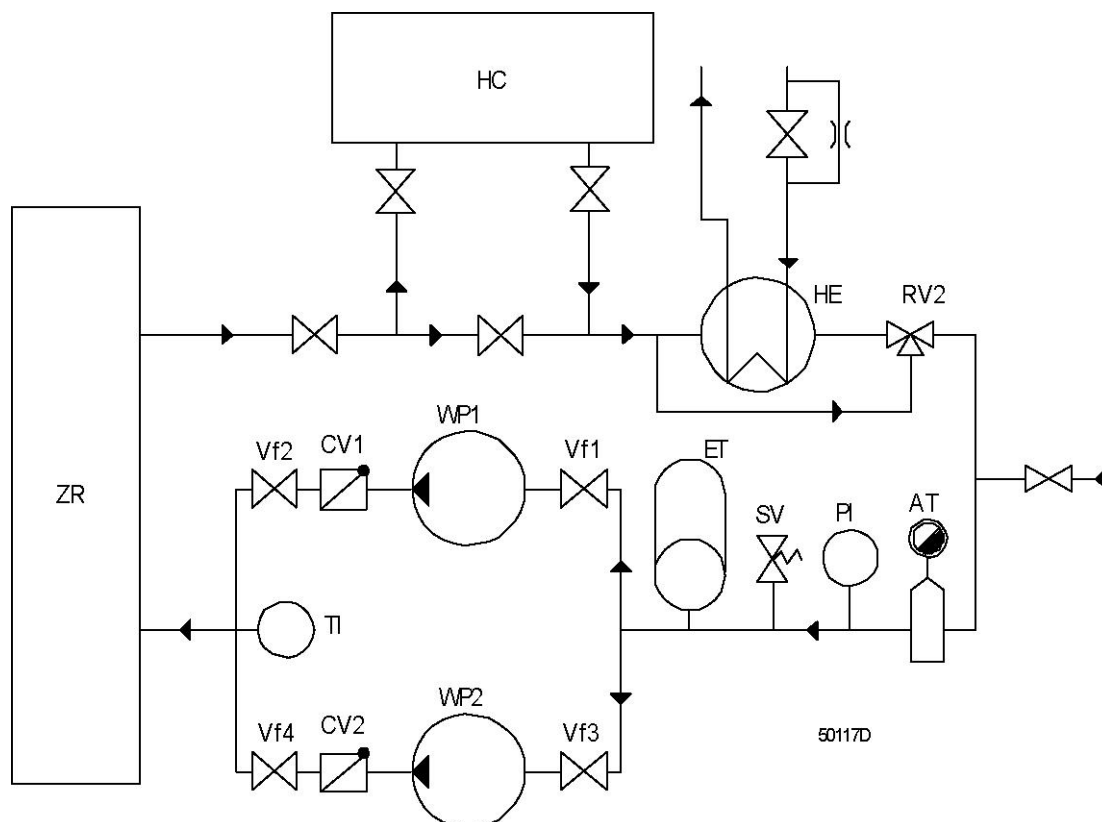 HC
HE
RV2
WP1
CV1
Vf2
Vf1
ET
ZR
SV
PI
AT
TI
WP2
CV2
Vf4
Vf3
50117D